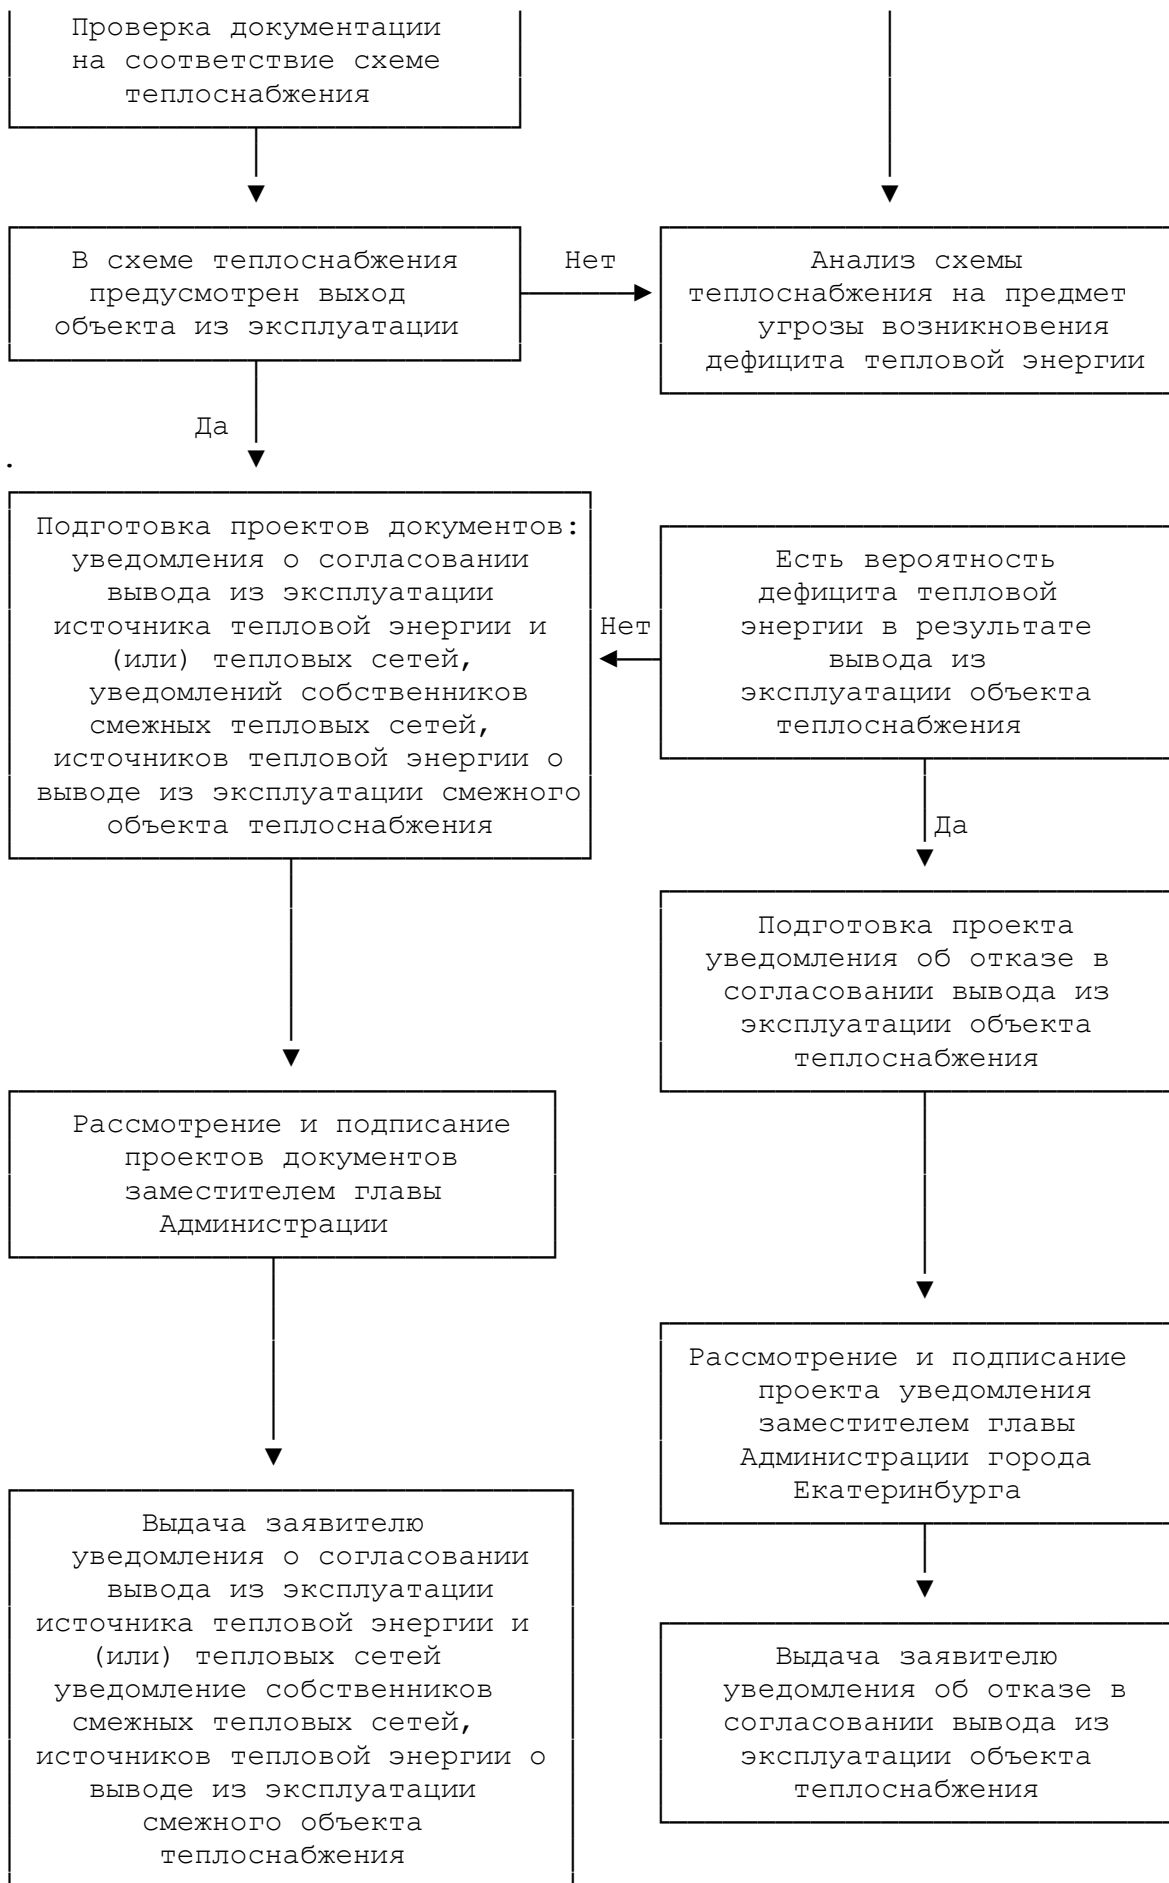 Проверка документации
на соответствие схеме
теплоснабжения
В схеме теплоснабжения
предусмотрен выход
объекта из эксплуатации
Нет
Анализ схемы
теплоснабжения на предмет
угрозы возникновения
дефицита тепловой энергии
Да
.
Подготовка проектов документов:
уведомления о согласовании
вывода из эксплуатации
источника тепловой энергии и
(или) тепловых сетей,
уведомлений собственников
смежных тепловых сетей,
источников тепловой энергии о
выводе из эксплуатации смежного
объекта теплоснабжения
Нет
Есть вероятность
дефицита тепловой
энергии в результате
вывода из
эксплуатации объекта
теплоснабжения
Да
Подготовка проекта
уведомления об отказе в
согласовании вывода из
эксплуатации объекта
теплоснабжения
Рассмотрение и подписание
проектов документов
заместителем главы
Администрации
Рассмотрение и подписание
проекта уведомления
заместителем главы
Администрации города
Екатеринбурга
Выдача заявителю
уведомления о согласовании
вывода из эксплуатации
источника тепловой энергии и
(или) тепловых сетей
уведомление собственников
смежных тепловых сетей,
источников тепловой энергии о
выводе из эксплуатации
смежного объекта
теплоснабжения
Выдача заявителю
уведомления об отказе в
согласовании вывода из
эксплуатации объекта
теплоснабжения